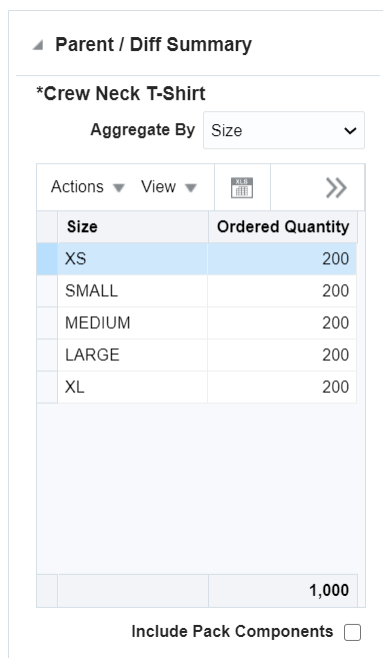 Parent / Diff Summary
*Crew Neck T-Shirt
Aggregate By Size
Actions View XLS
Size Ordered Quantity
XS 200
SMALL 200
MEDIUM 200
LARGE 200
XL 200
1,000
Include Pack Components